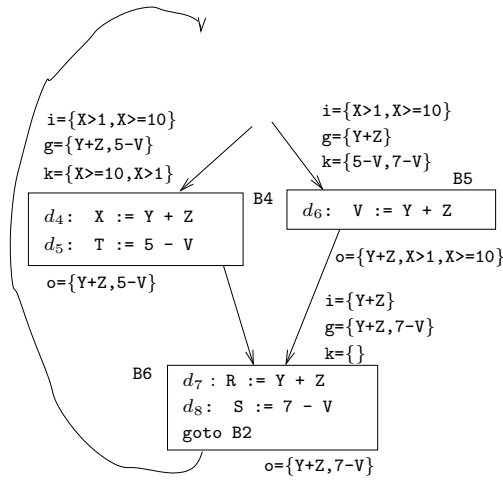 i={X>1,X>=10}
g={Y+Z,5-V}
k={X>=10,X>1}
i={X>1,X>=10}
g={Y+Z}
k={5-V,7-V}
B4
d4: X := Y + Z
d5: T := 5 - V
o={Y+Z,5-V}
B5
d6: V := Y + Z
o={Y+Z,X>1,X>=10}
i={Y+Z}
g={Y+Z,7-V}
k={}
B6
d7: R := Y + Z
d8: S := 7 - V
goto B2
o={Y+Z,7-V}